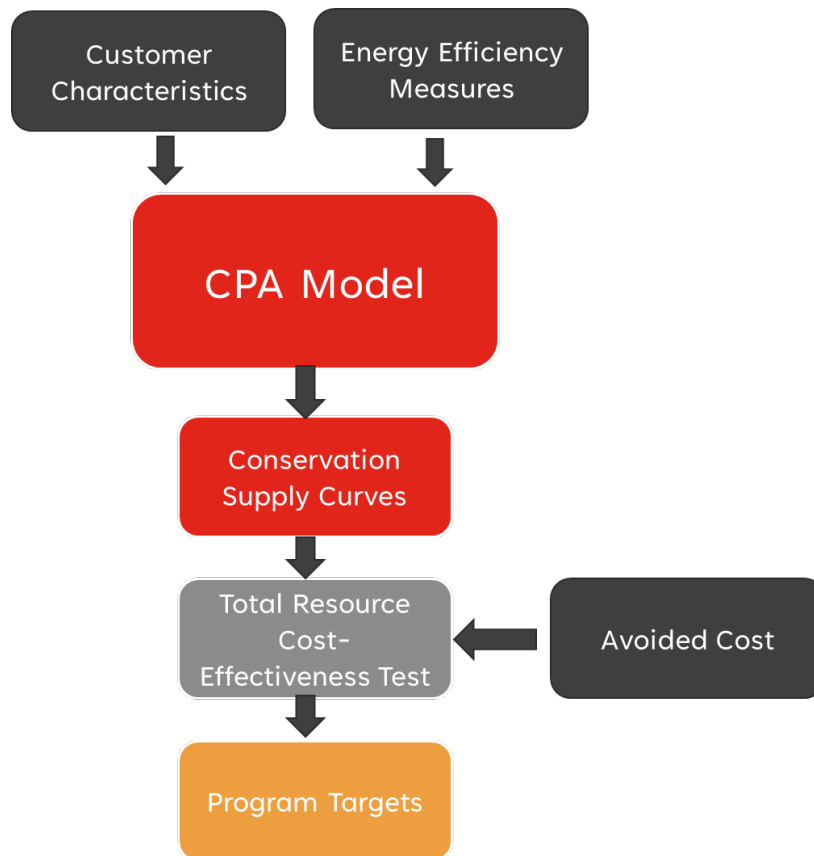 Customer
Characteristics
Energy Efficiency
Measures
CPA Model
Conservation
Supply Curves
Total Resource
Cost-
Effectiveness Test
Avoided Cost
Program Targets